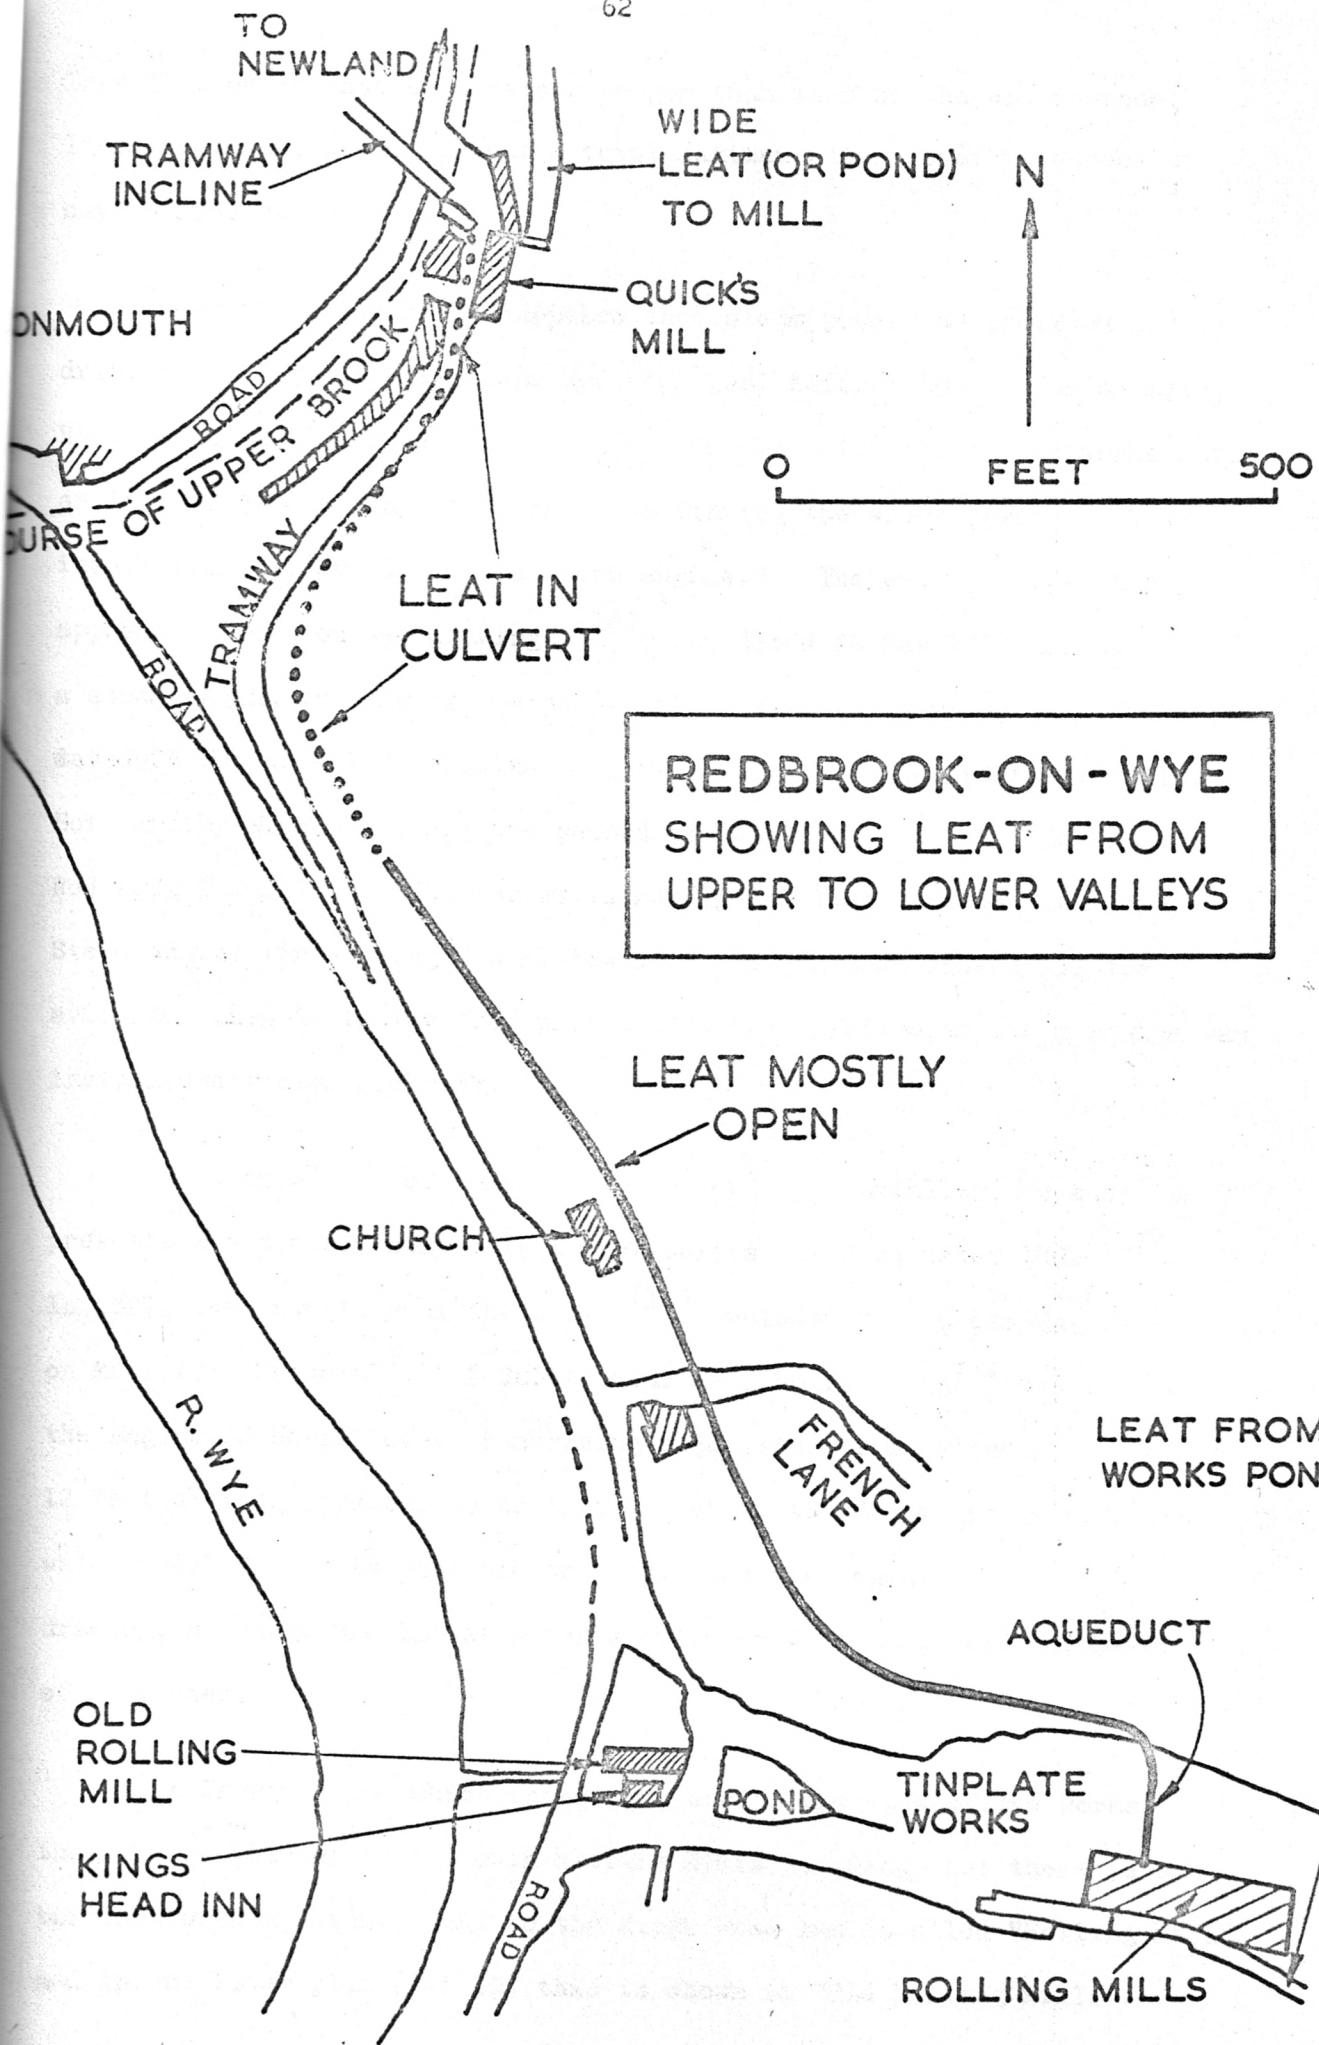 62
TO
NEWLAND
TRAMWAY
INCLINE
WIDE
LEAT (OR POND)
TO MILL
N
ONMOUTH
QUICK'S
MILL
ROAD
OURSE OF UPPER BROOK
0 FEET 500
TRAMWAY
LEAT IN
CULVERT
ROAD
REDBROOK-ON-WYE
SHOWING LEAT FROM
UPPER TO LOWER VALLEYS
LEAT MOSTLY
OPEN
CHURCH
R. WYE
FRENCH
LANE
LEAT FROM
WORKS PON
AQUEDUCT
OLD
ROLLING
MILL
POND
TINPLATE
WORKS
KINGS
HEAD INN
ROAD
ROLLING MILLS